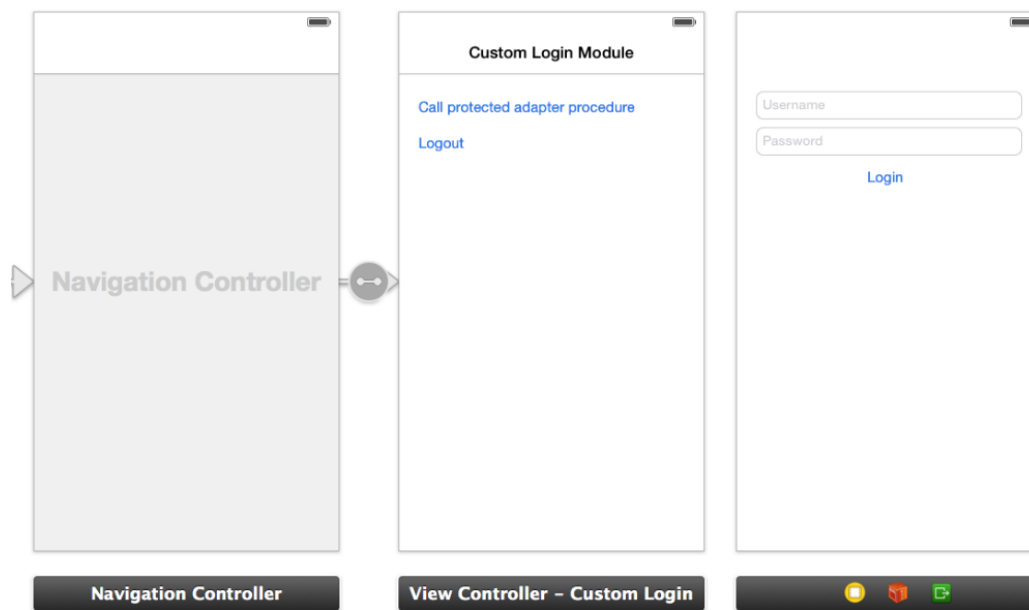 Navigation Controller
Navigation Controller
Custom Login Module
Call protected adapter procedure
Logout
View Controller – Custom Login
Username
Password
Login